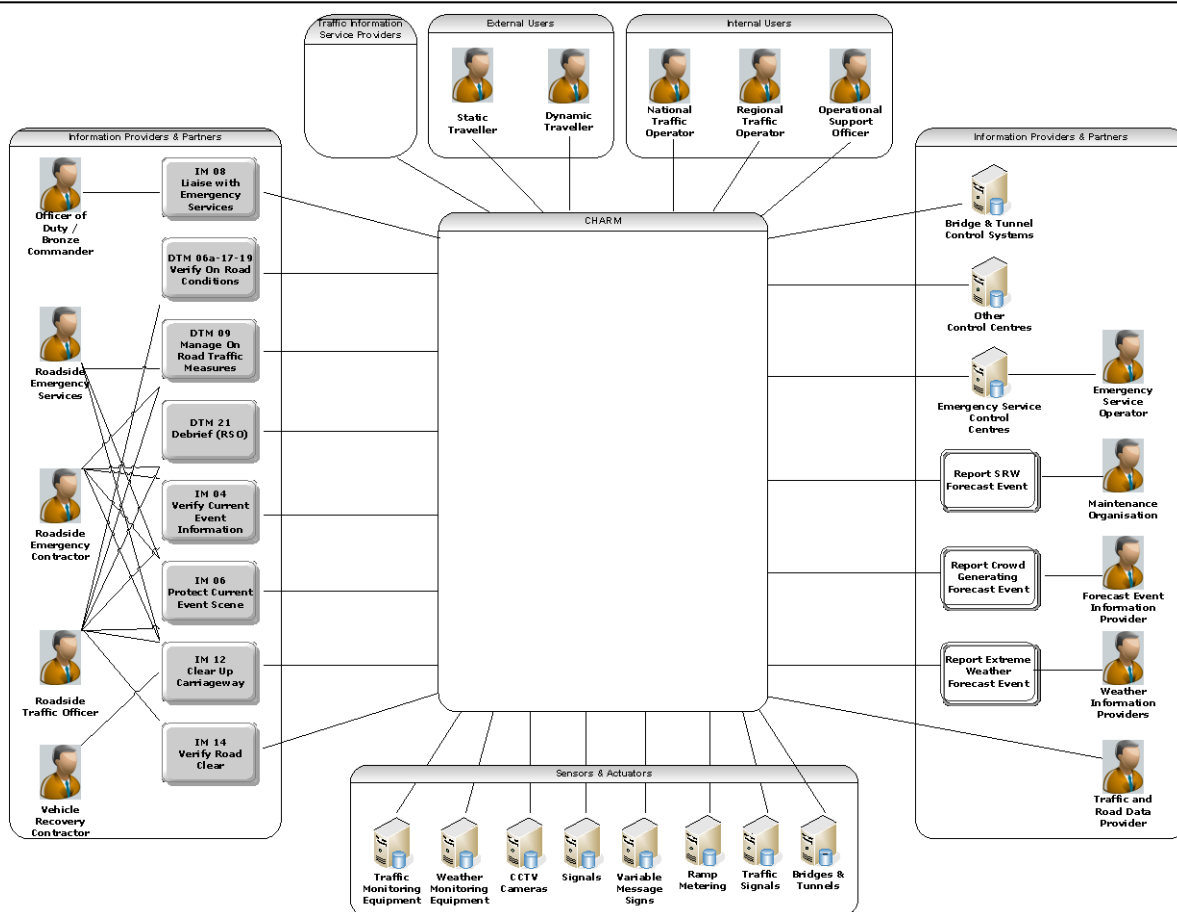 Traffic Information
Service Providers
External Users
Static
Traveller
Dynamic
Traveller
Internal Users
National
Traffic
Operator
Regional
Traffic
Operator
Operational
Support
Officer
Information Providers & Partners
Officer of
Duty /
Bronze
Commander
Roadside
Emergency
Services
Roadside
Emergency
Contractor
Roadside
Traffic Officer
Vehicle
Recovery
Contractor
IM 08
Liaise with
Emergency
Services
DTM 06a-17-19
Verify On Road
Conditions
DTM 09
Manage On
Road Traffic
Measures
DTM 21
Debrief (RSO)
IM 04
Verify Current
Event
Information
IM 06
Protect Current
Event Scene
IM 12
Clear Up
Carriageway
IM 14
Verify Road
Clear
CHARM
Information Providers & Partners
Bridge & Tunnel
Control Systems
Other
Control Centres
Emergency Service
Control
Centres
Emergency
Service
Operator
Report SRW
Forecast Event
Maintenance
Organisation
Report Crowd
Generating
Forecast Event
Forecast Event
Information
Provider
Report Extreme
Weather
Forecast Event
Weather
Information
Providers
Traffic and
Road Data
Provider
Sensors & Actuators
Traffic
Monitoring
Equipment
Weather
Monitoring
Equipment
CCTV
Cameras
Signals
Variable
Message
Signs
Ramp
Metering
Traffic
Signals
Bridges &
Tunnels